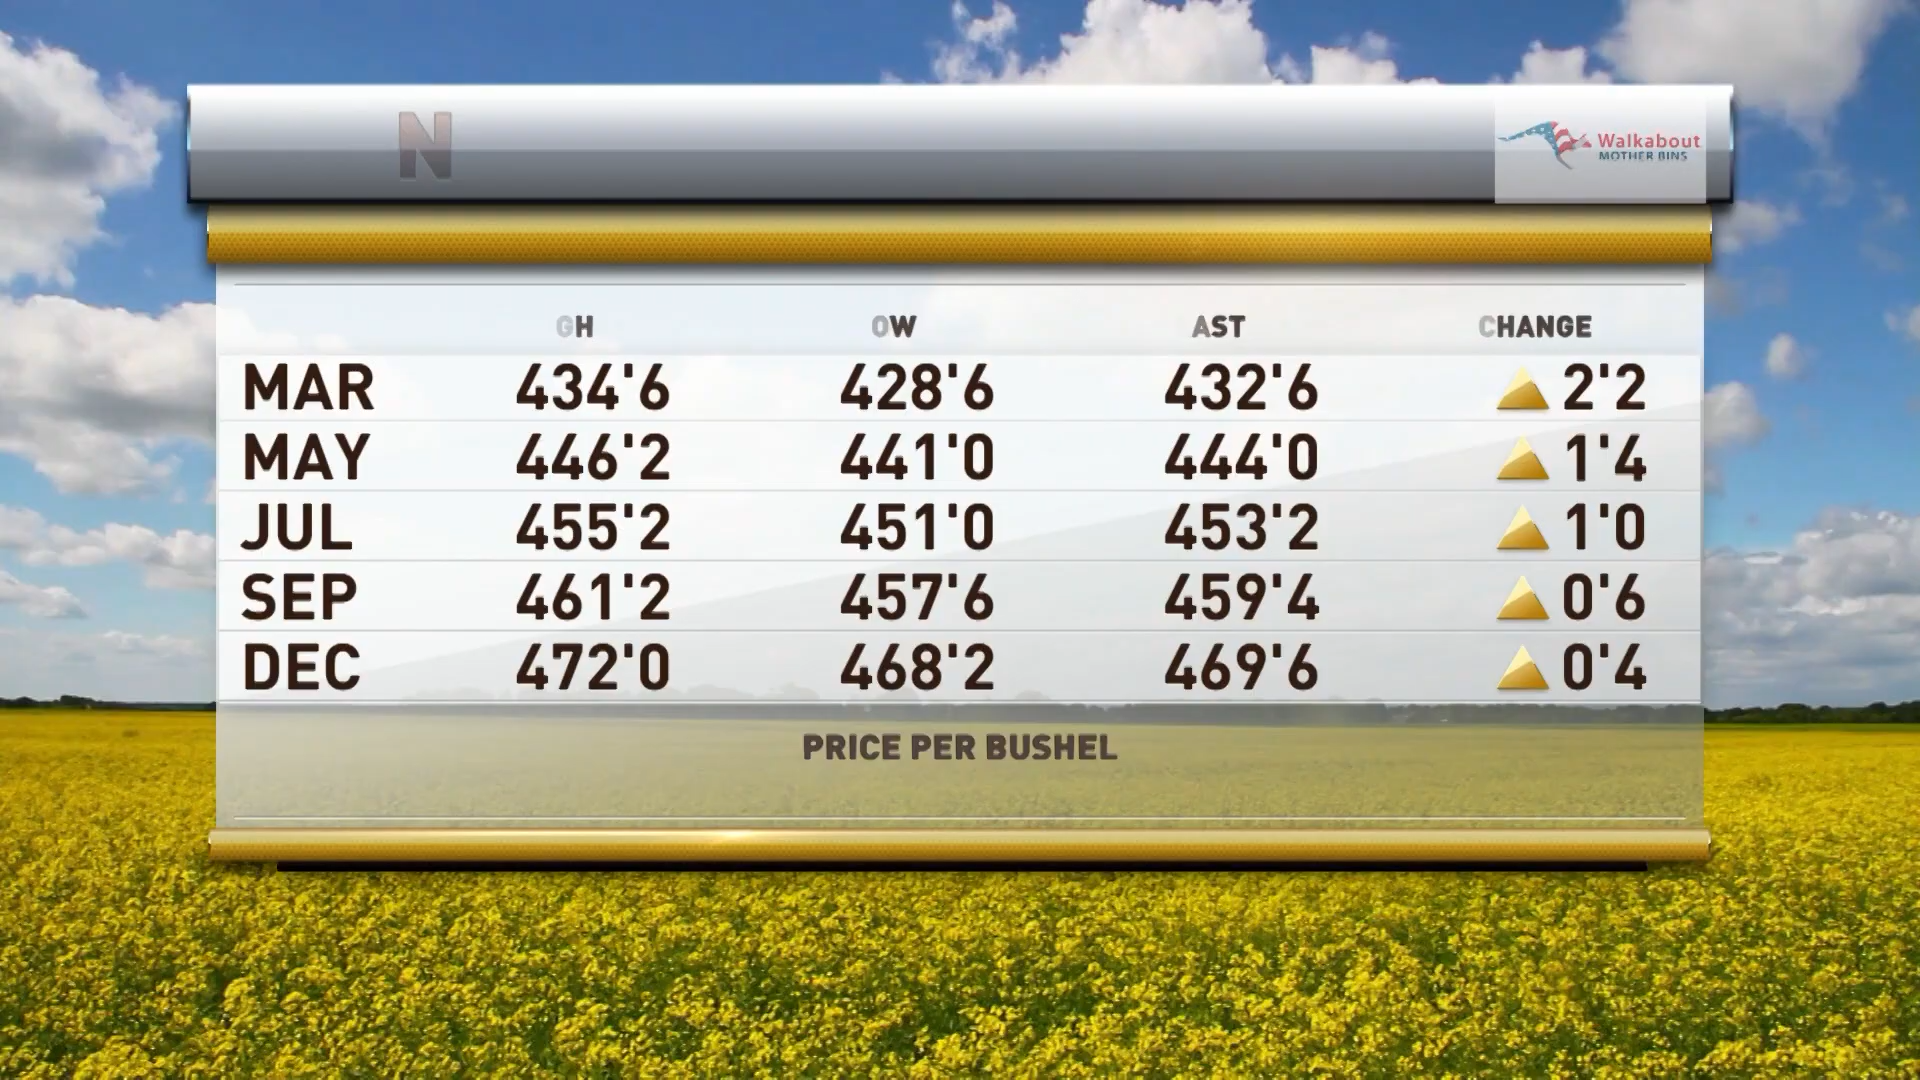 N
Walkabout
MOTHER BINS
GH OW AST CHANGE
MAR 434'6 428'6 432'6 2'2
MAY 446'2 441'0 444'0 1'4
JUL 455'2 451'0 453'2 1'0
SEP 461'2 457'6 459'4 0'6
DEC 472'0 468'2 469'6 0'4
PRICE PER BUSHEL